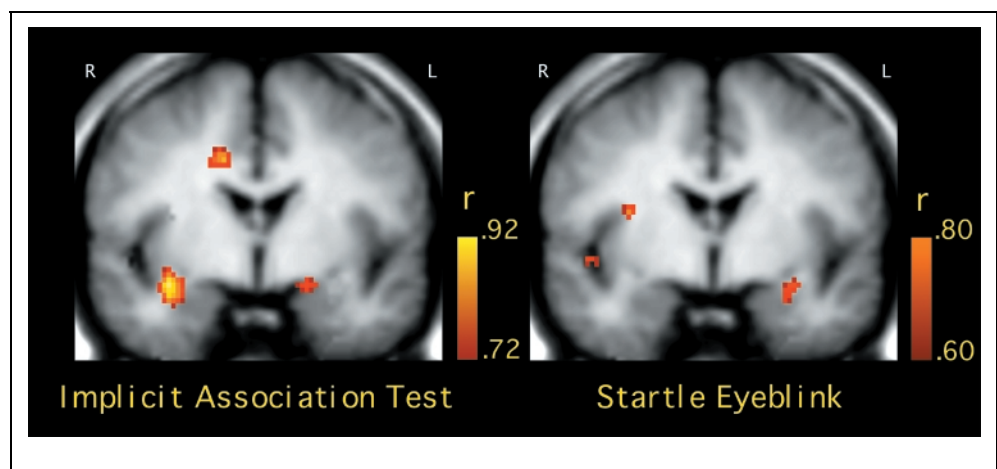 R L
r
.92
.72
Implicit Association Test
R L
r
.80
.60
Startle Eyeblink